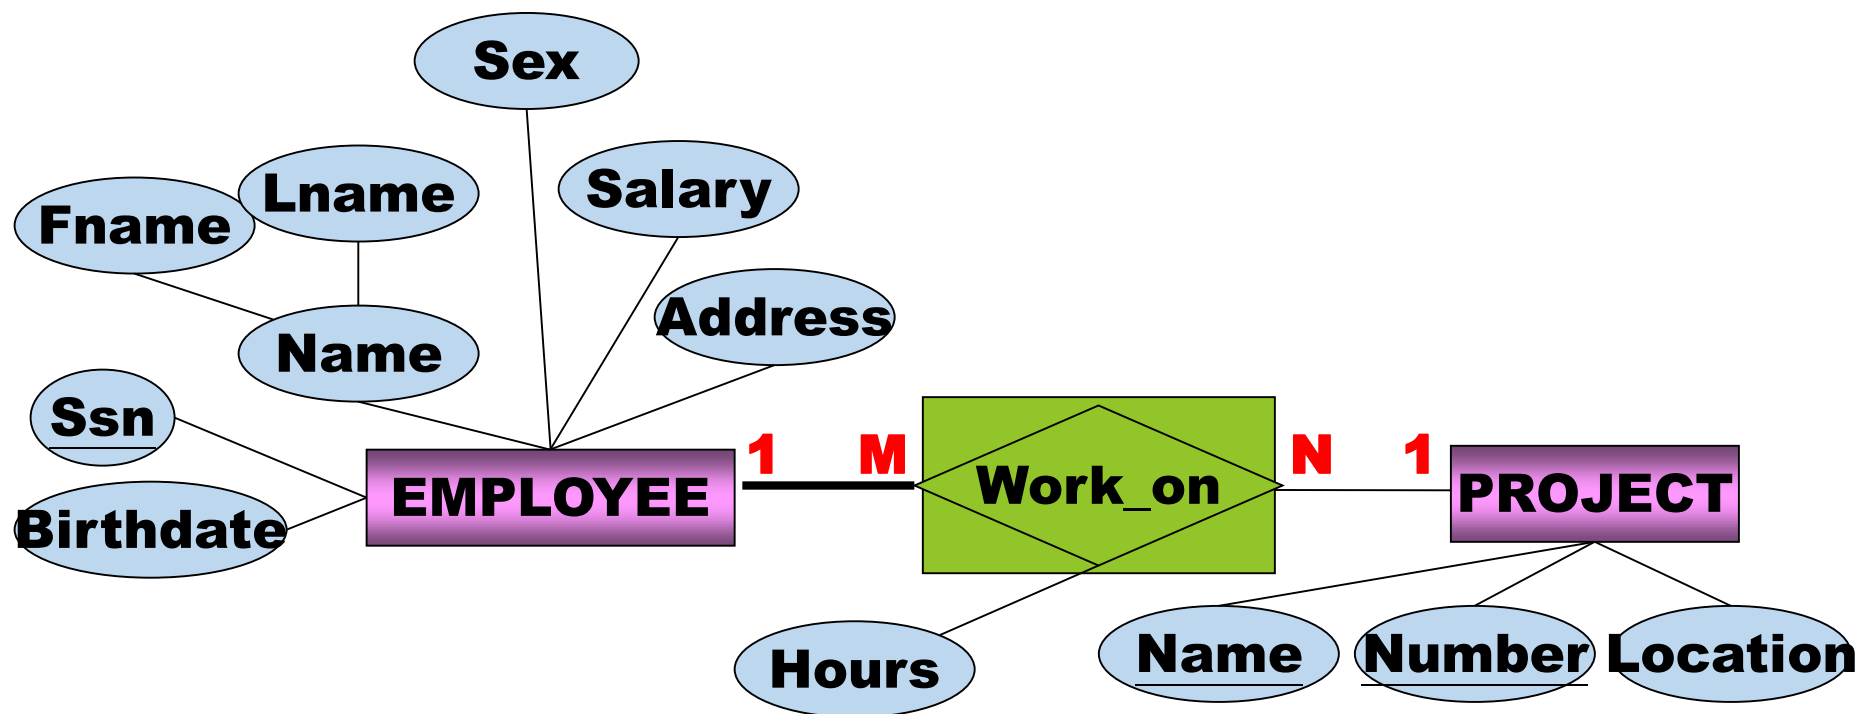 Sex
Salary
Lname
Fname
Address
Name
Ssn
1 M
N 1
Work_on
PROJECT
EMPLOYEE
Birthdate
Name
Number
Location
Hours